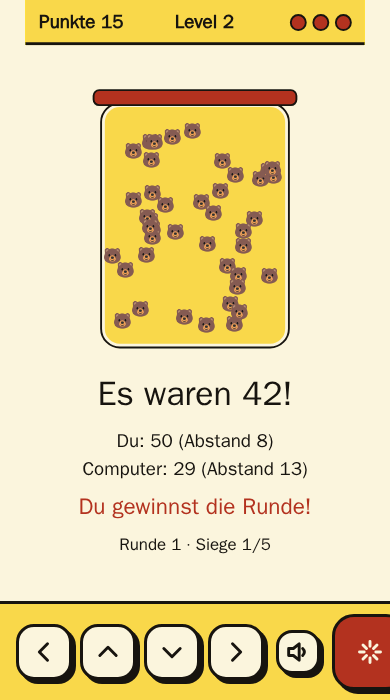 Punkte 15 Level 2
Es waren 42!
Du: 50 (Abstand 8)
Computer: 29 (Abstand 13)
Du gewinnst die Runde!
Runde 1 · Siege 1/5